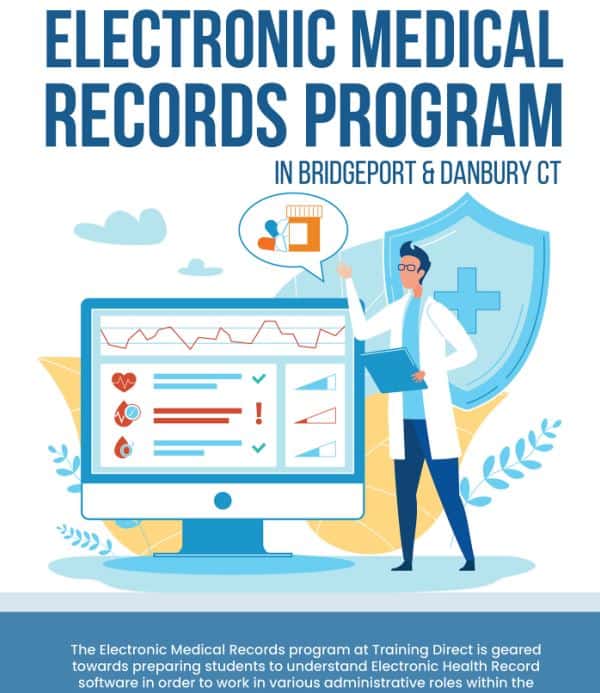 ELECTRONIC MEDICAL
RECORDS PROGRAM
IN BRIDGEPORT & DANBURY CT
The Electronic Medical Records program at Training Direct is geared
towards preparing students to understand Electronic Health Record
software in order to work in various administrative roles within the